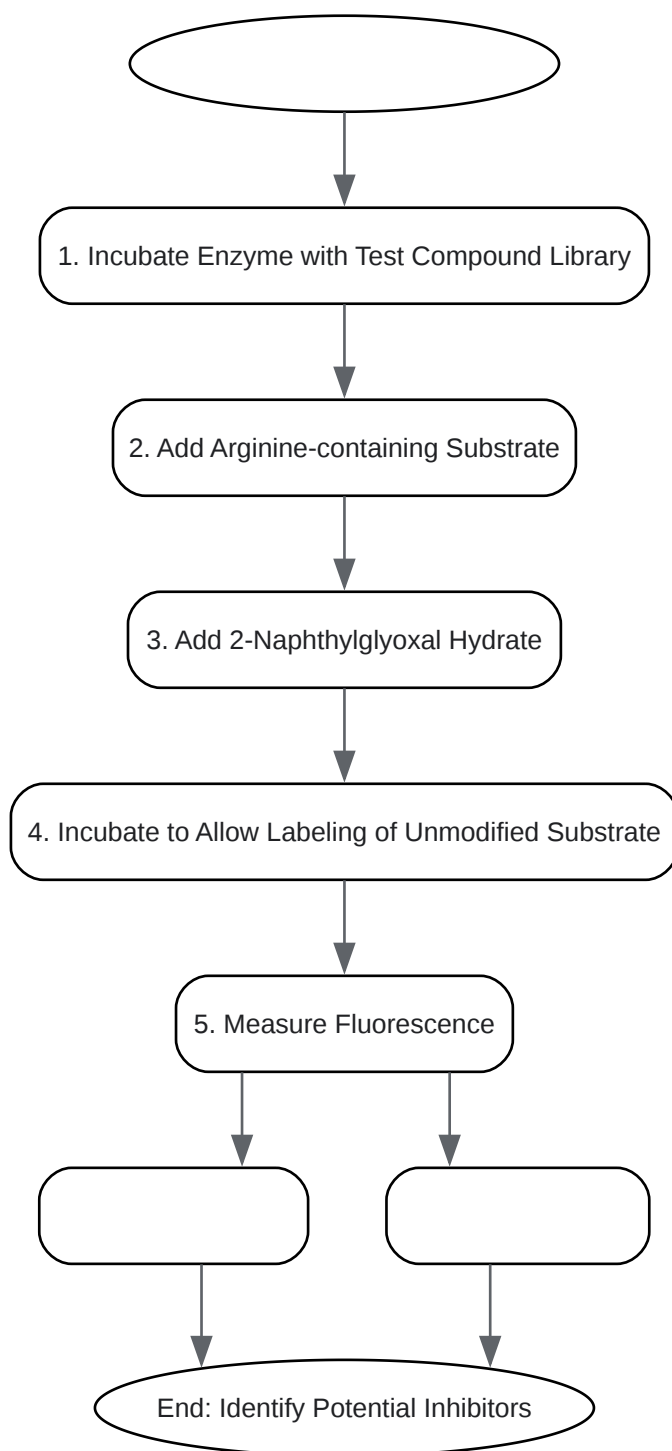 1. Incubate Enzyme with Test Compound Library
2. Add Arginine-containing Substrate
3. Add 2-Naphthylglyoxal Hydrate
4. Incubate to Allow Labeling of Unmodified Substrate
5. Measure Fluorescence
End: Identify Potential Inhibitors